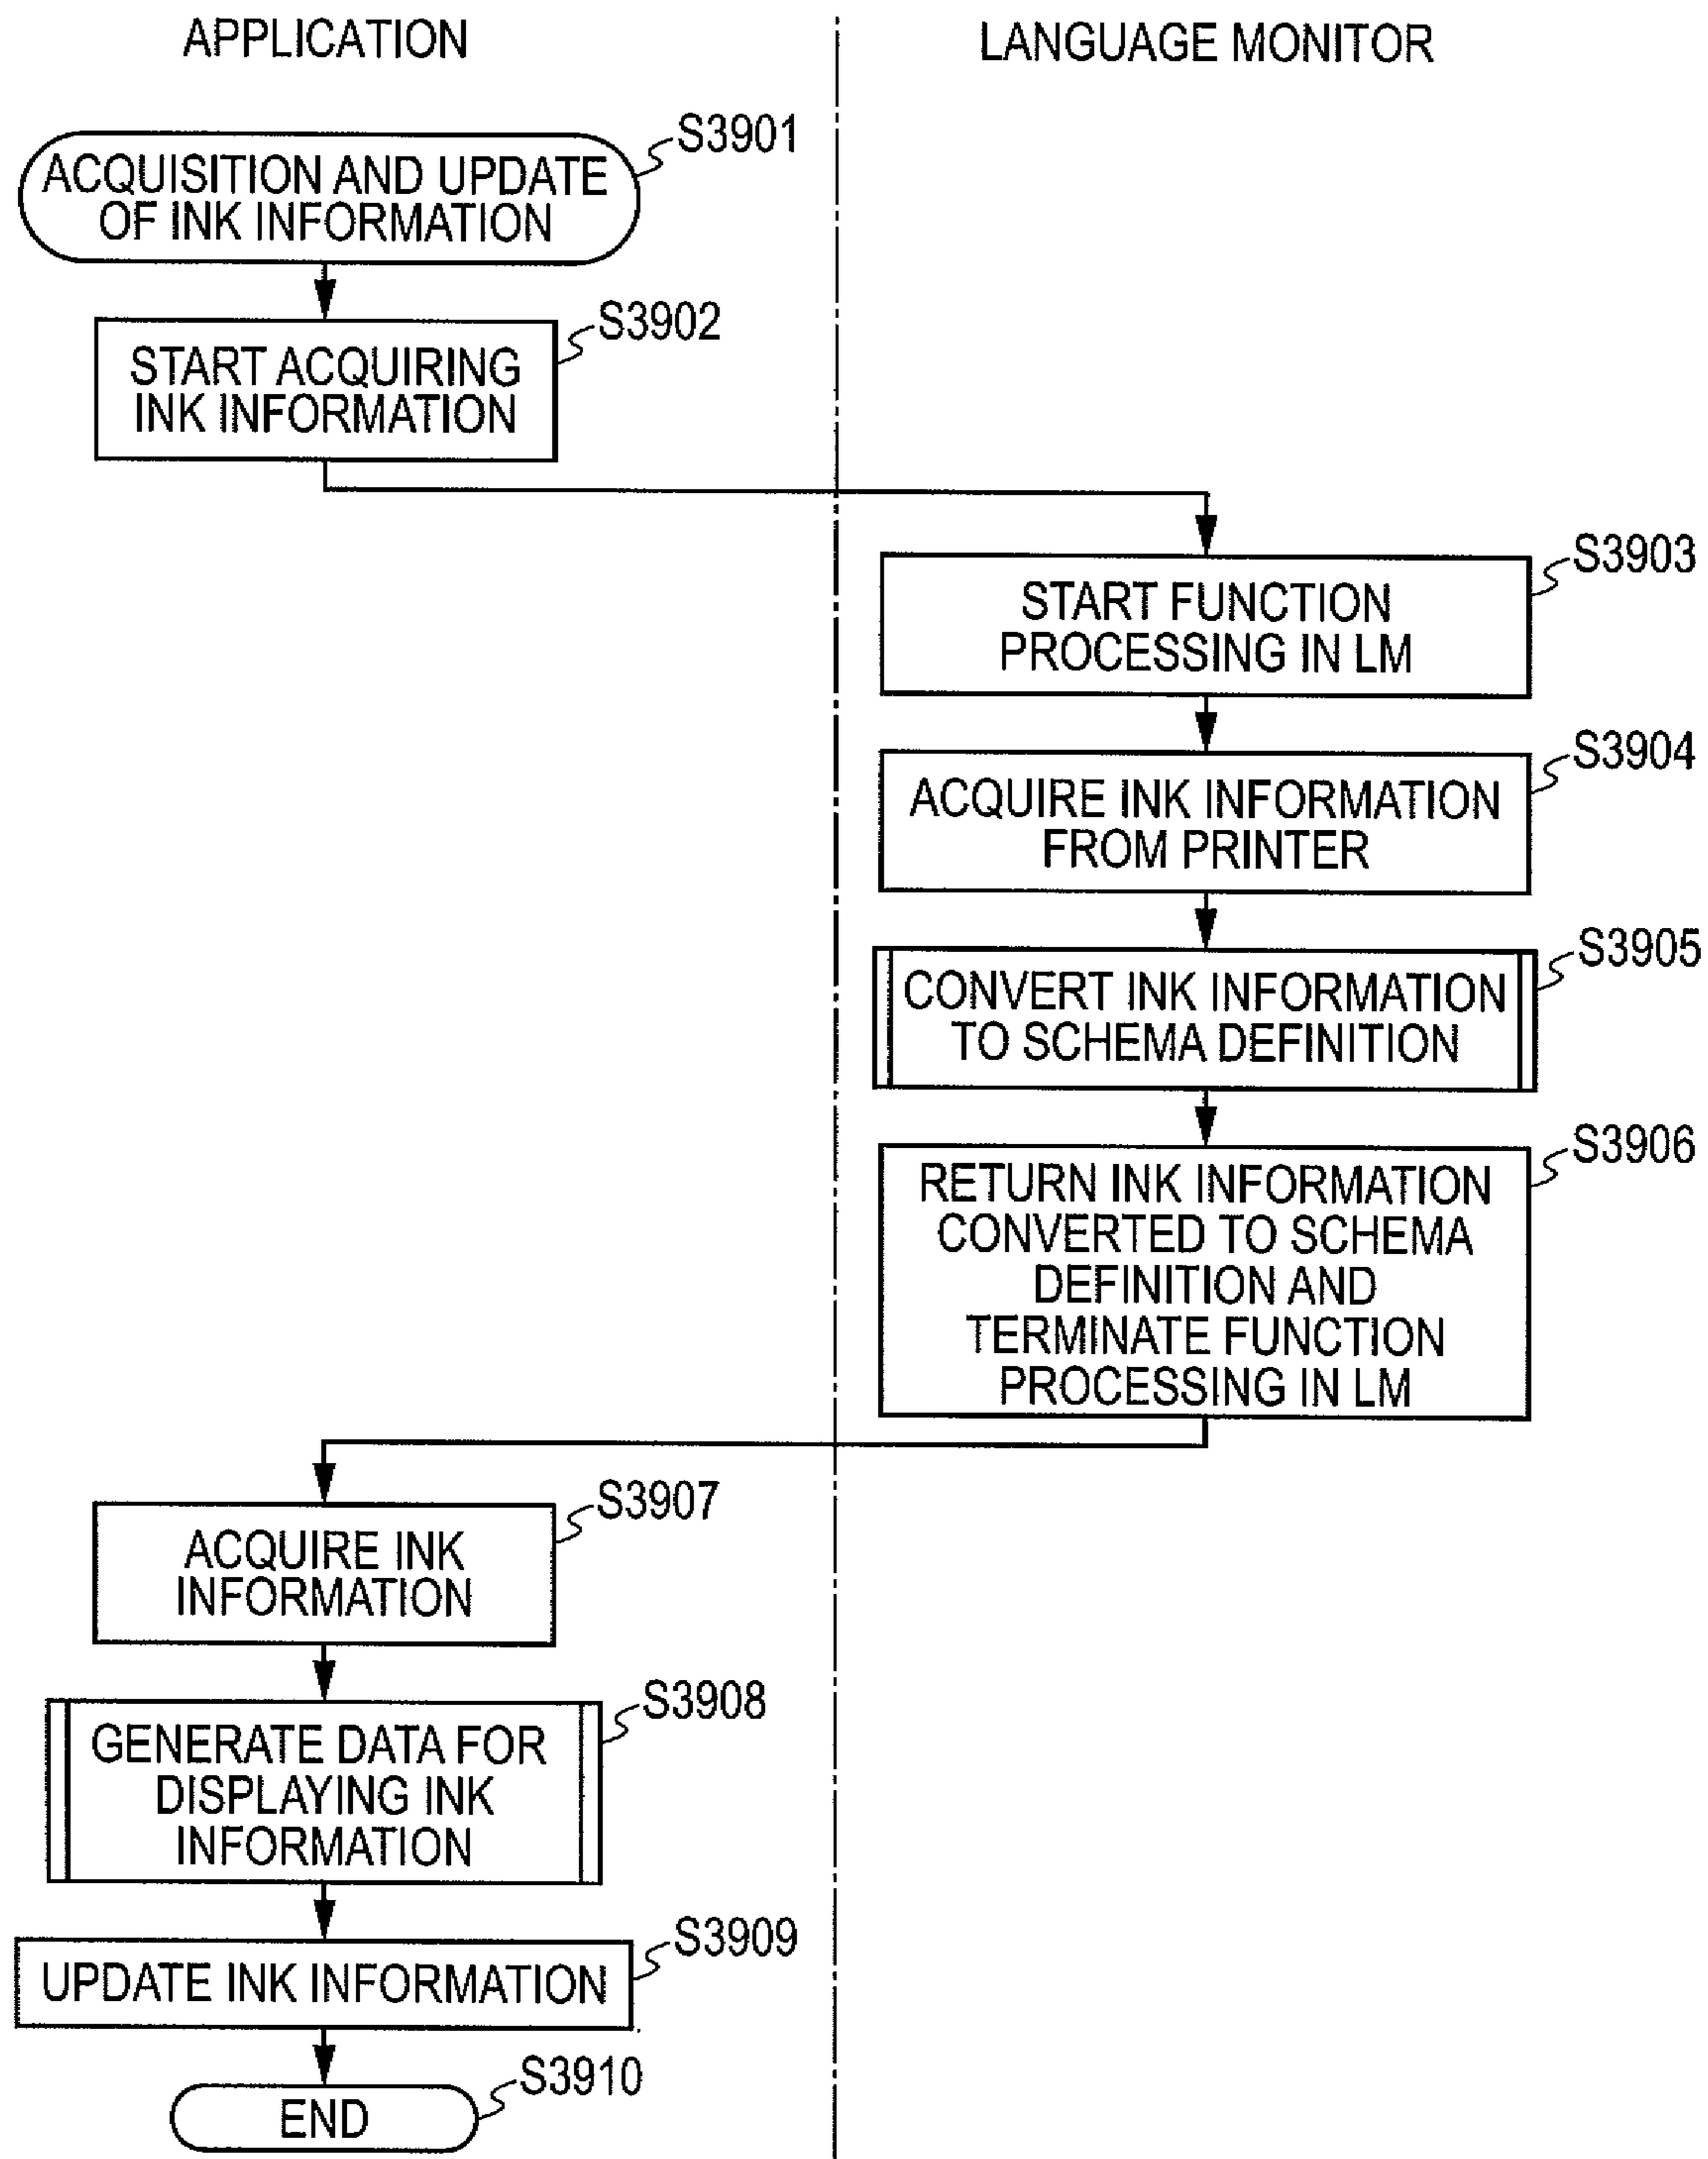 APPLICATION
LANGUAGE MONITOR
S3901
ACQUISITION AND UPDATE
OF INK INFORMATION
S3902
START ACQUIRING
INK INFORMATION
S3903
START FUNCTION
PROCESSING IN LM
S3904
ACQUIRE INK INFORMATION
FROM PRINTER
S3905
CONVERT INK INFORMATION
TO SCHEMA DEFINITION
S3906
RETURN INK INFORMATION
CONVERTED TO SCHEMA
DEFINITION AND
TERMINATE FUNCTION
PROCESSING IN LM
S3907
ACQUIRE INK
INFORMATION
S3908
GENERATE DATA FOR
DISPLAYING INK
INFORMATION
S3909
UPDATE INK INFORMATION
S3910
END